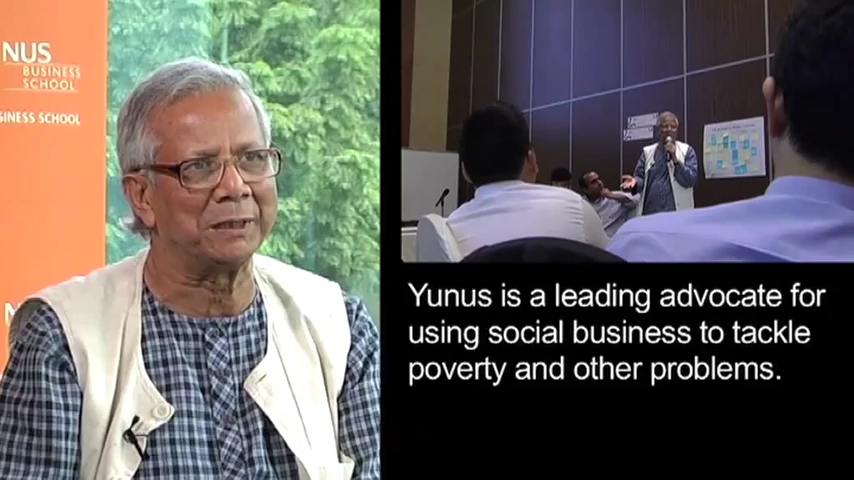 NUS
BUSINESS
SCHOOL
SINESS SCHOOL
Yunus is a leading advocate for
using social business to tackle
poverty and other problems.